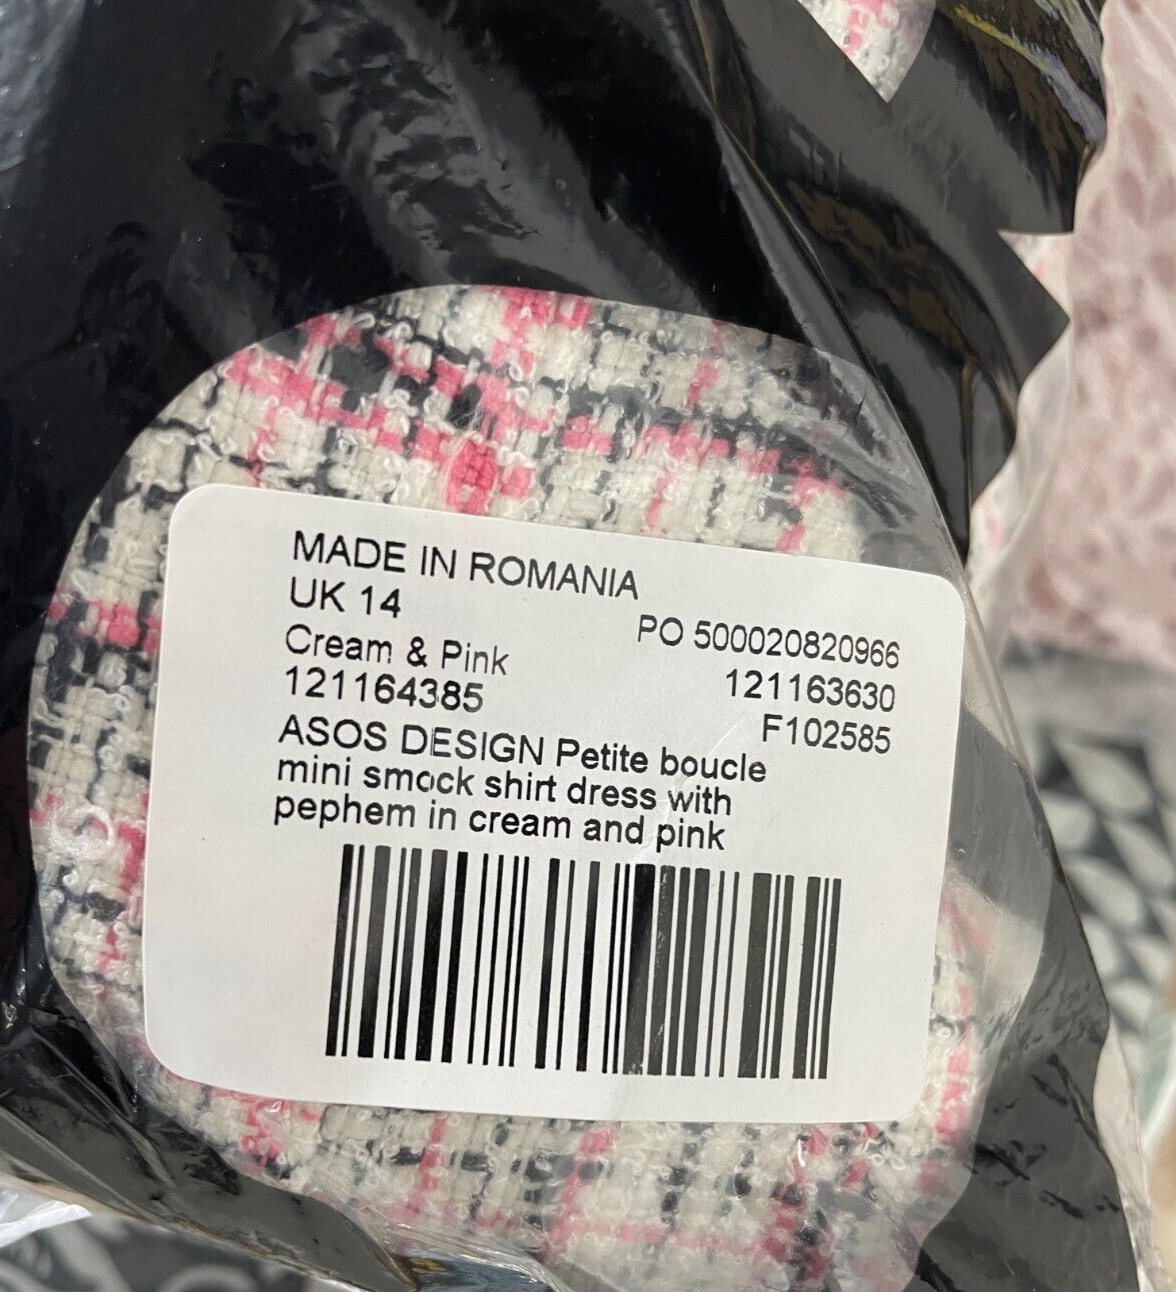 MADE IN ROMANIA
UK 14
PO 500020820966
Cream & Pink
121163630
121164385
F102585
ASOS DESIGN Petite boucle
mini smock shirt dress with
pephem in cream and pink